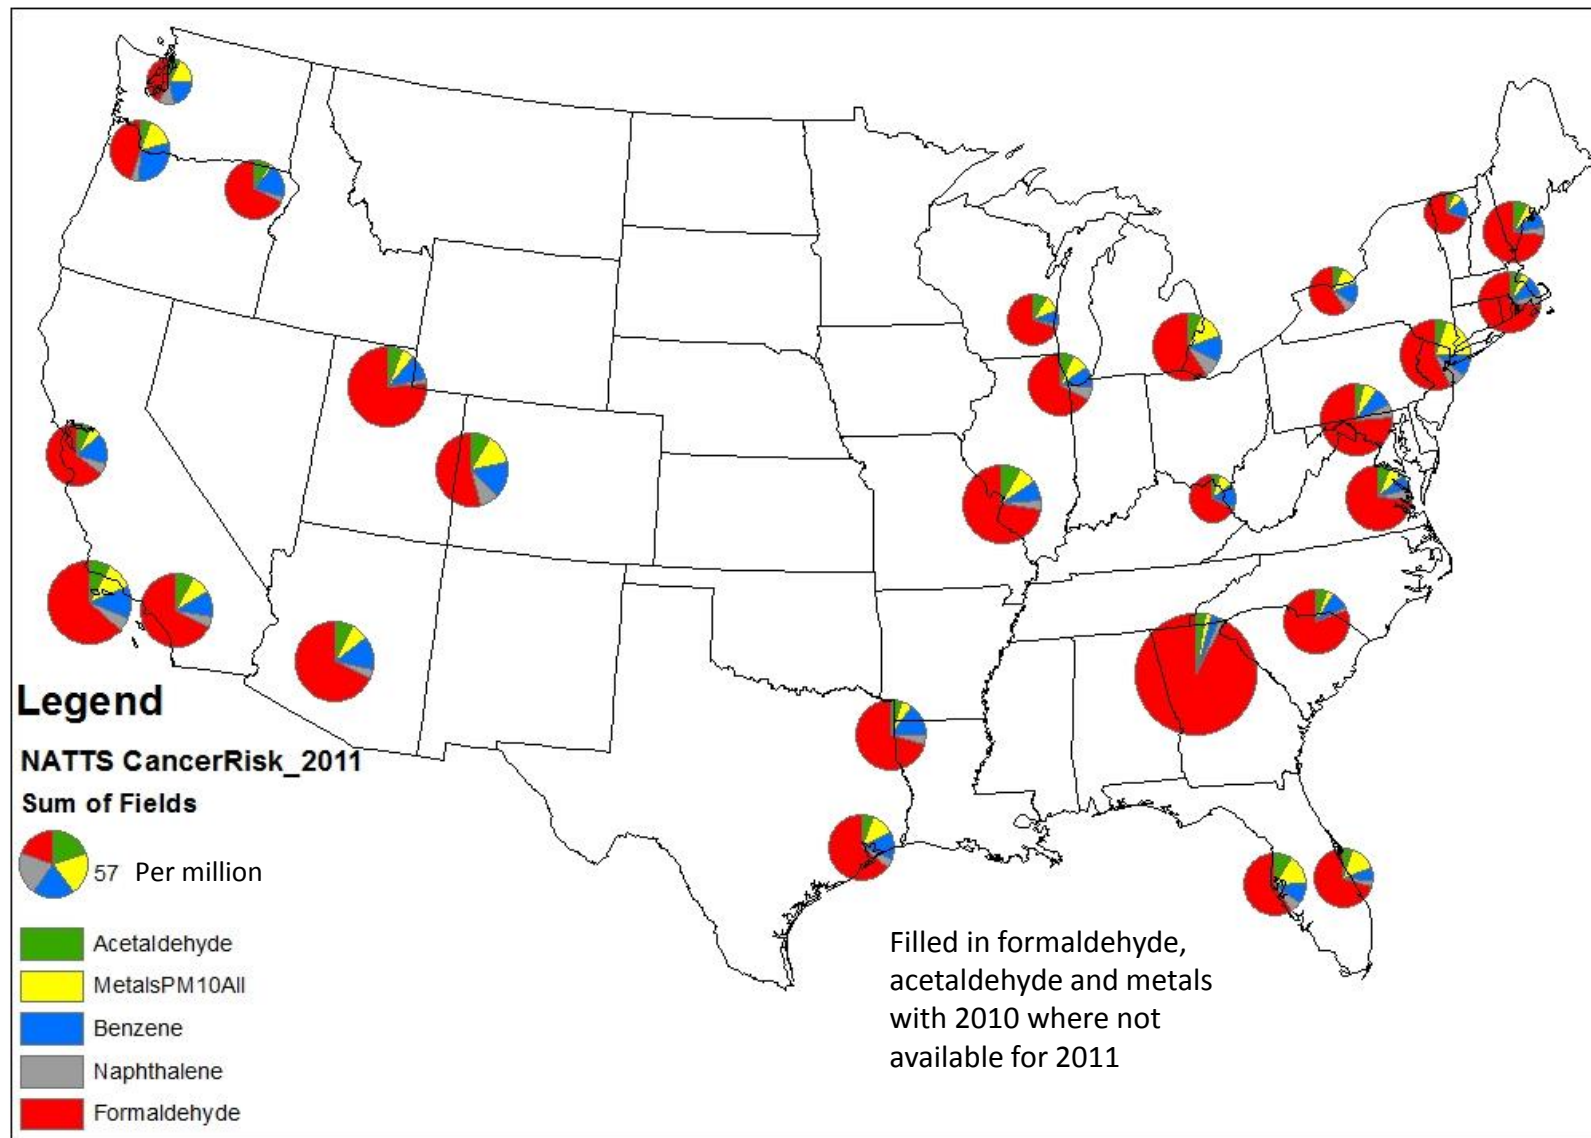 Legend
NATTS CancerRisk_2011
Sum of Fields
57 Per million
Acetaldehyde
MetalsPM10All
Benzene
Naphthalene
Formaldehyde
Filled in formaldehyde,
acetaldehyde and metals
with 2010 where not
available for 2011